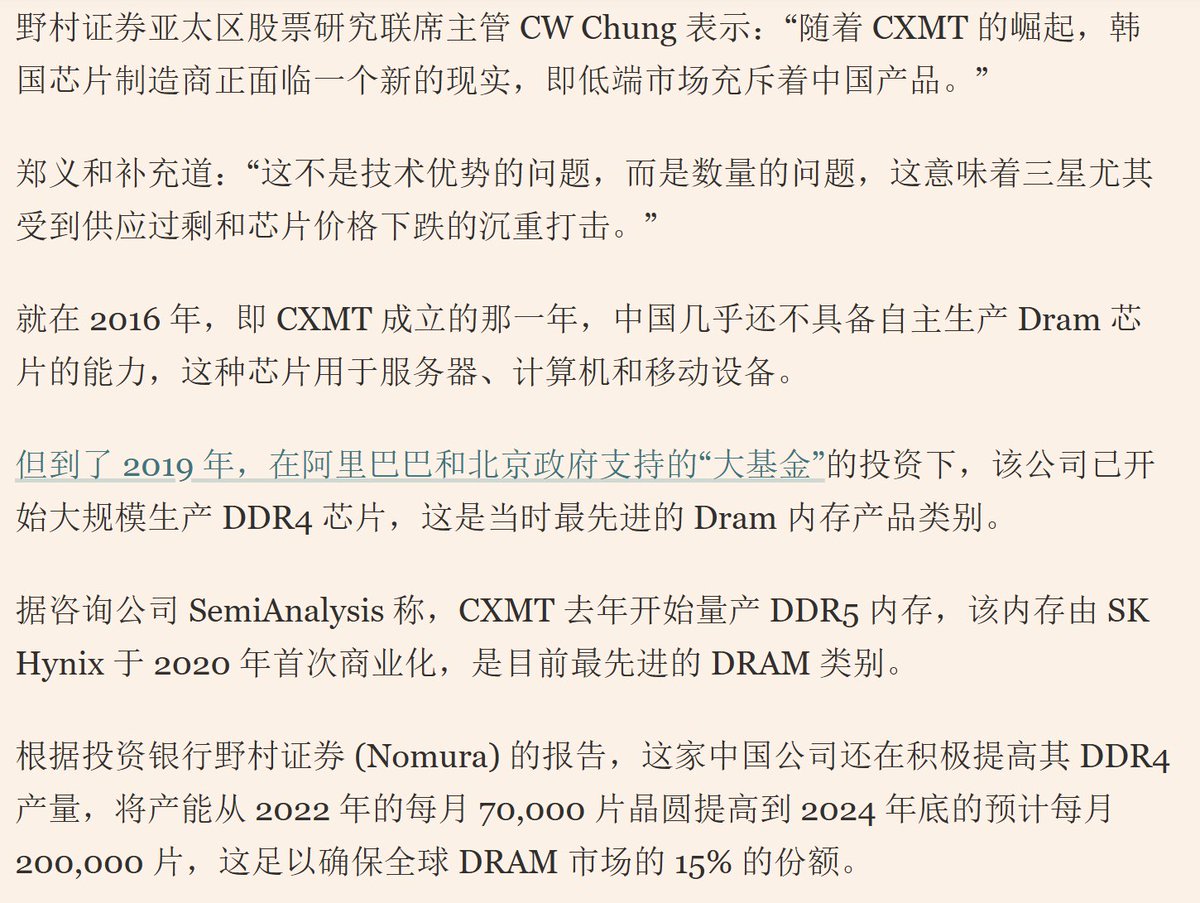 野村证券亚太区股票研究联席主管 CW Chung 表示：“随着 CXMT 的崛起，韩
国芯片制造商正面临一个新的现实，即低端市场充斥着中国产品。”
郑义和补充道：“这不是技术优势的问题，而是数量的问题，这意味着三星尤其
受到供应过剩和芯片价格下跌的沉重打击。”
就在 2016 年，即 CXMT 成立的那一年，中国几乎还不具备自主生产 Dram 芯
片的能力，这种芯片用于服务器、计算机和移动设备。
但到了 2019 年，在阿里巴巴和北京政府支持的“大基金”的投资下，该公司已开
始大规模生产 DDR4 芯片，这是当时最先进的 Dram 内存产品类别。
据咨询公司 SemiAnalysis 称，CXMT 去年开始量产 DDR5 内存，该内存由 SK
Hynix 于 2020 年首次商业化，是目前最先进的 DRAM 类别。
根据投资银行野村证券 (Nomura) 的报告，这家中国公司还在积极提高其 DDR4
产量，将产能从 2022 年的每月 70,000 片晶圆提高到 2024 年底的预计每月
200,000 片，这足以确保全球 DRAM 市场的 15% 的份额。